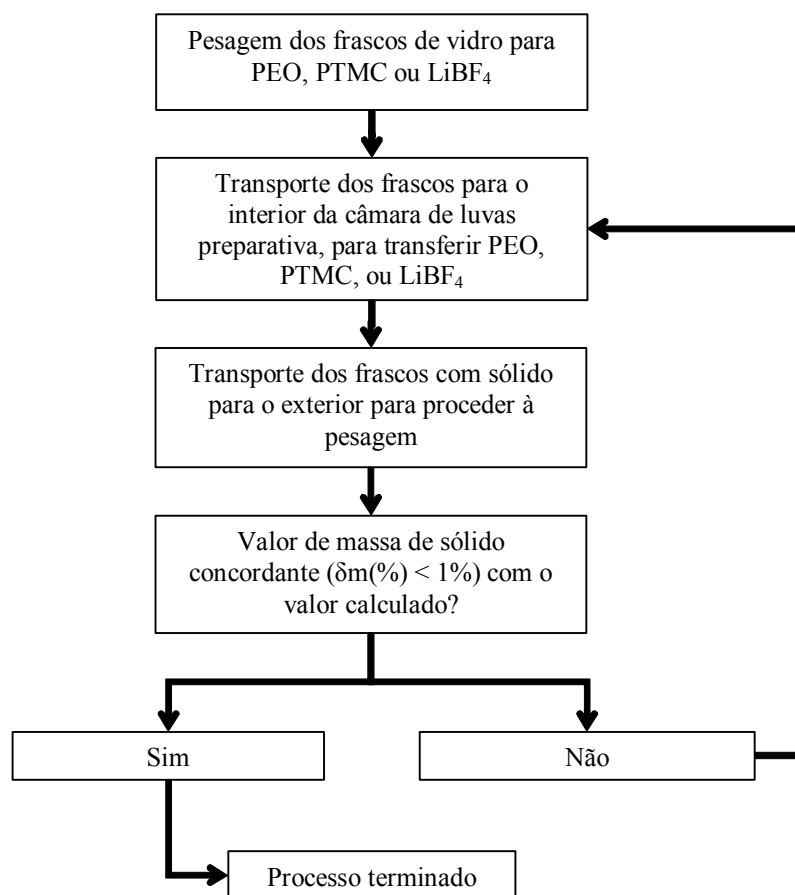 Pesagem dos frascos de vidro para
PEO, PTMC ou LiBF₄
Transporte dos frascos para o
interior da câmara de luvas
preparativa, para transferir PEO,
PTMC, ou LiBF₄
Transporte dos frascos com sólido
para o exterior para proceder à
pesagem
Valor de massa de sólido
concordante (δm(%) < 1%) com o
valor calculado?
Sim
Não
Processo terminado